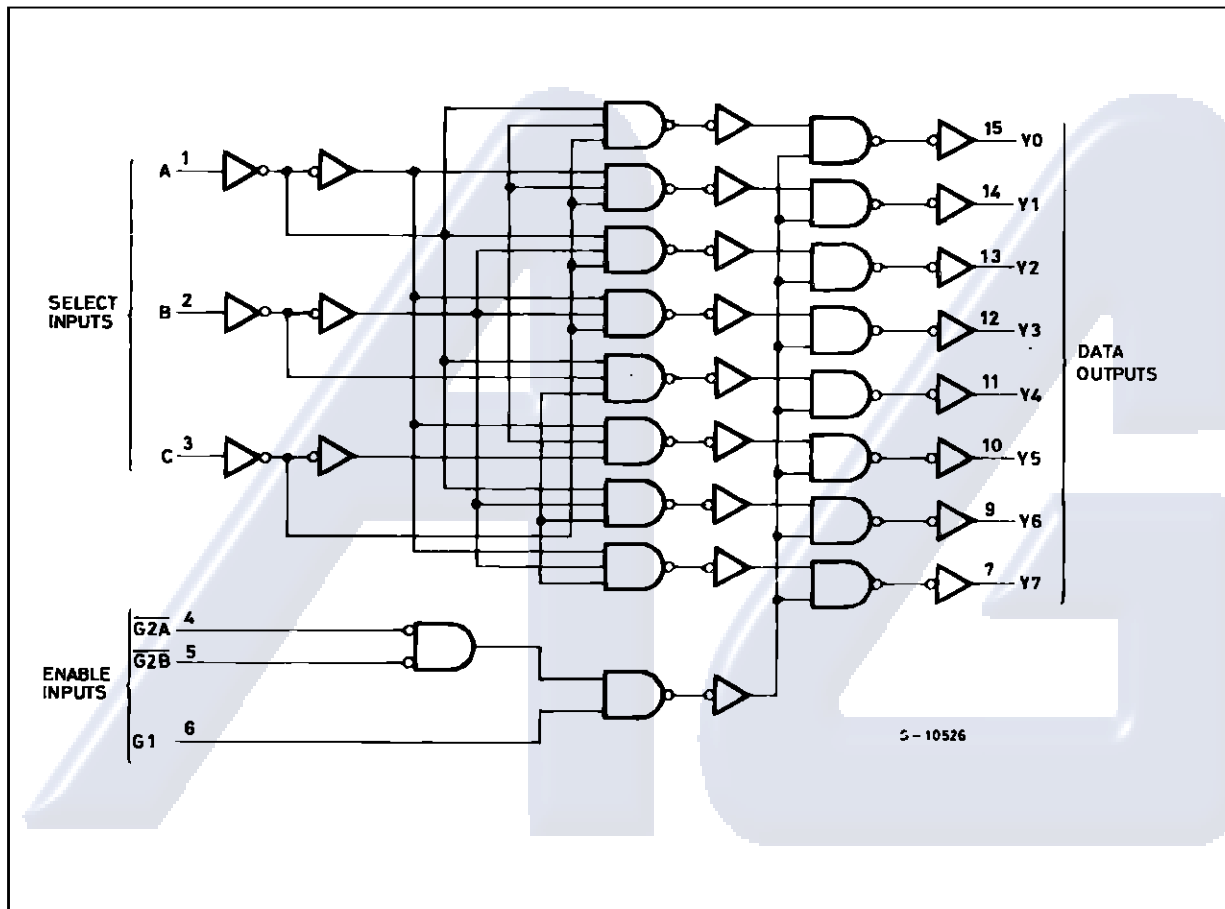 SELECT
INPUTS
A 1
B 2
C 3
ENABLE
INPUTS
G2A 4
G2B 5
G1 6
15 Y0
14 Y1
13 Y2
12 Y3
11 Y4
10 Y5
9 Y6
7 Y7
DATA
OUTPUTS
S-10526